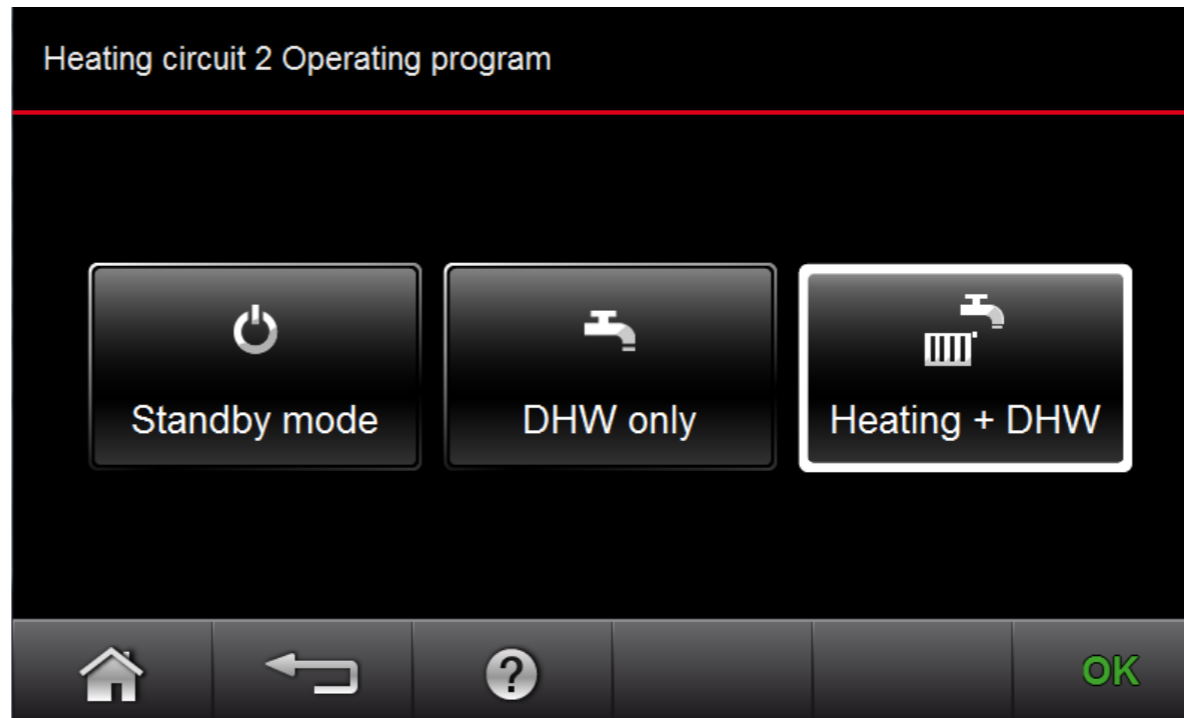 Heating circuit 2 Operating program
Standby mode
DHW only
Heating + DHW
?
OK